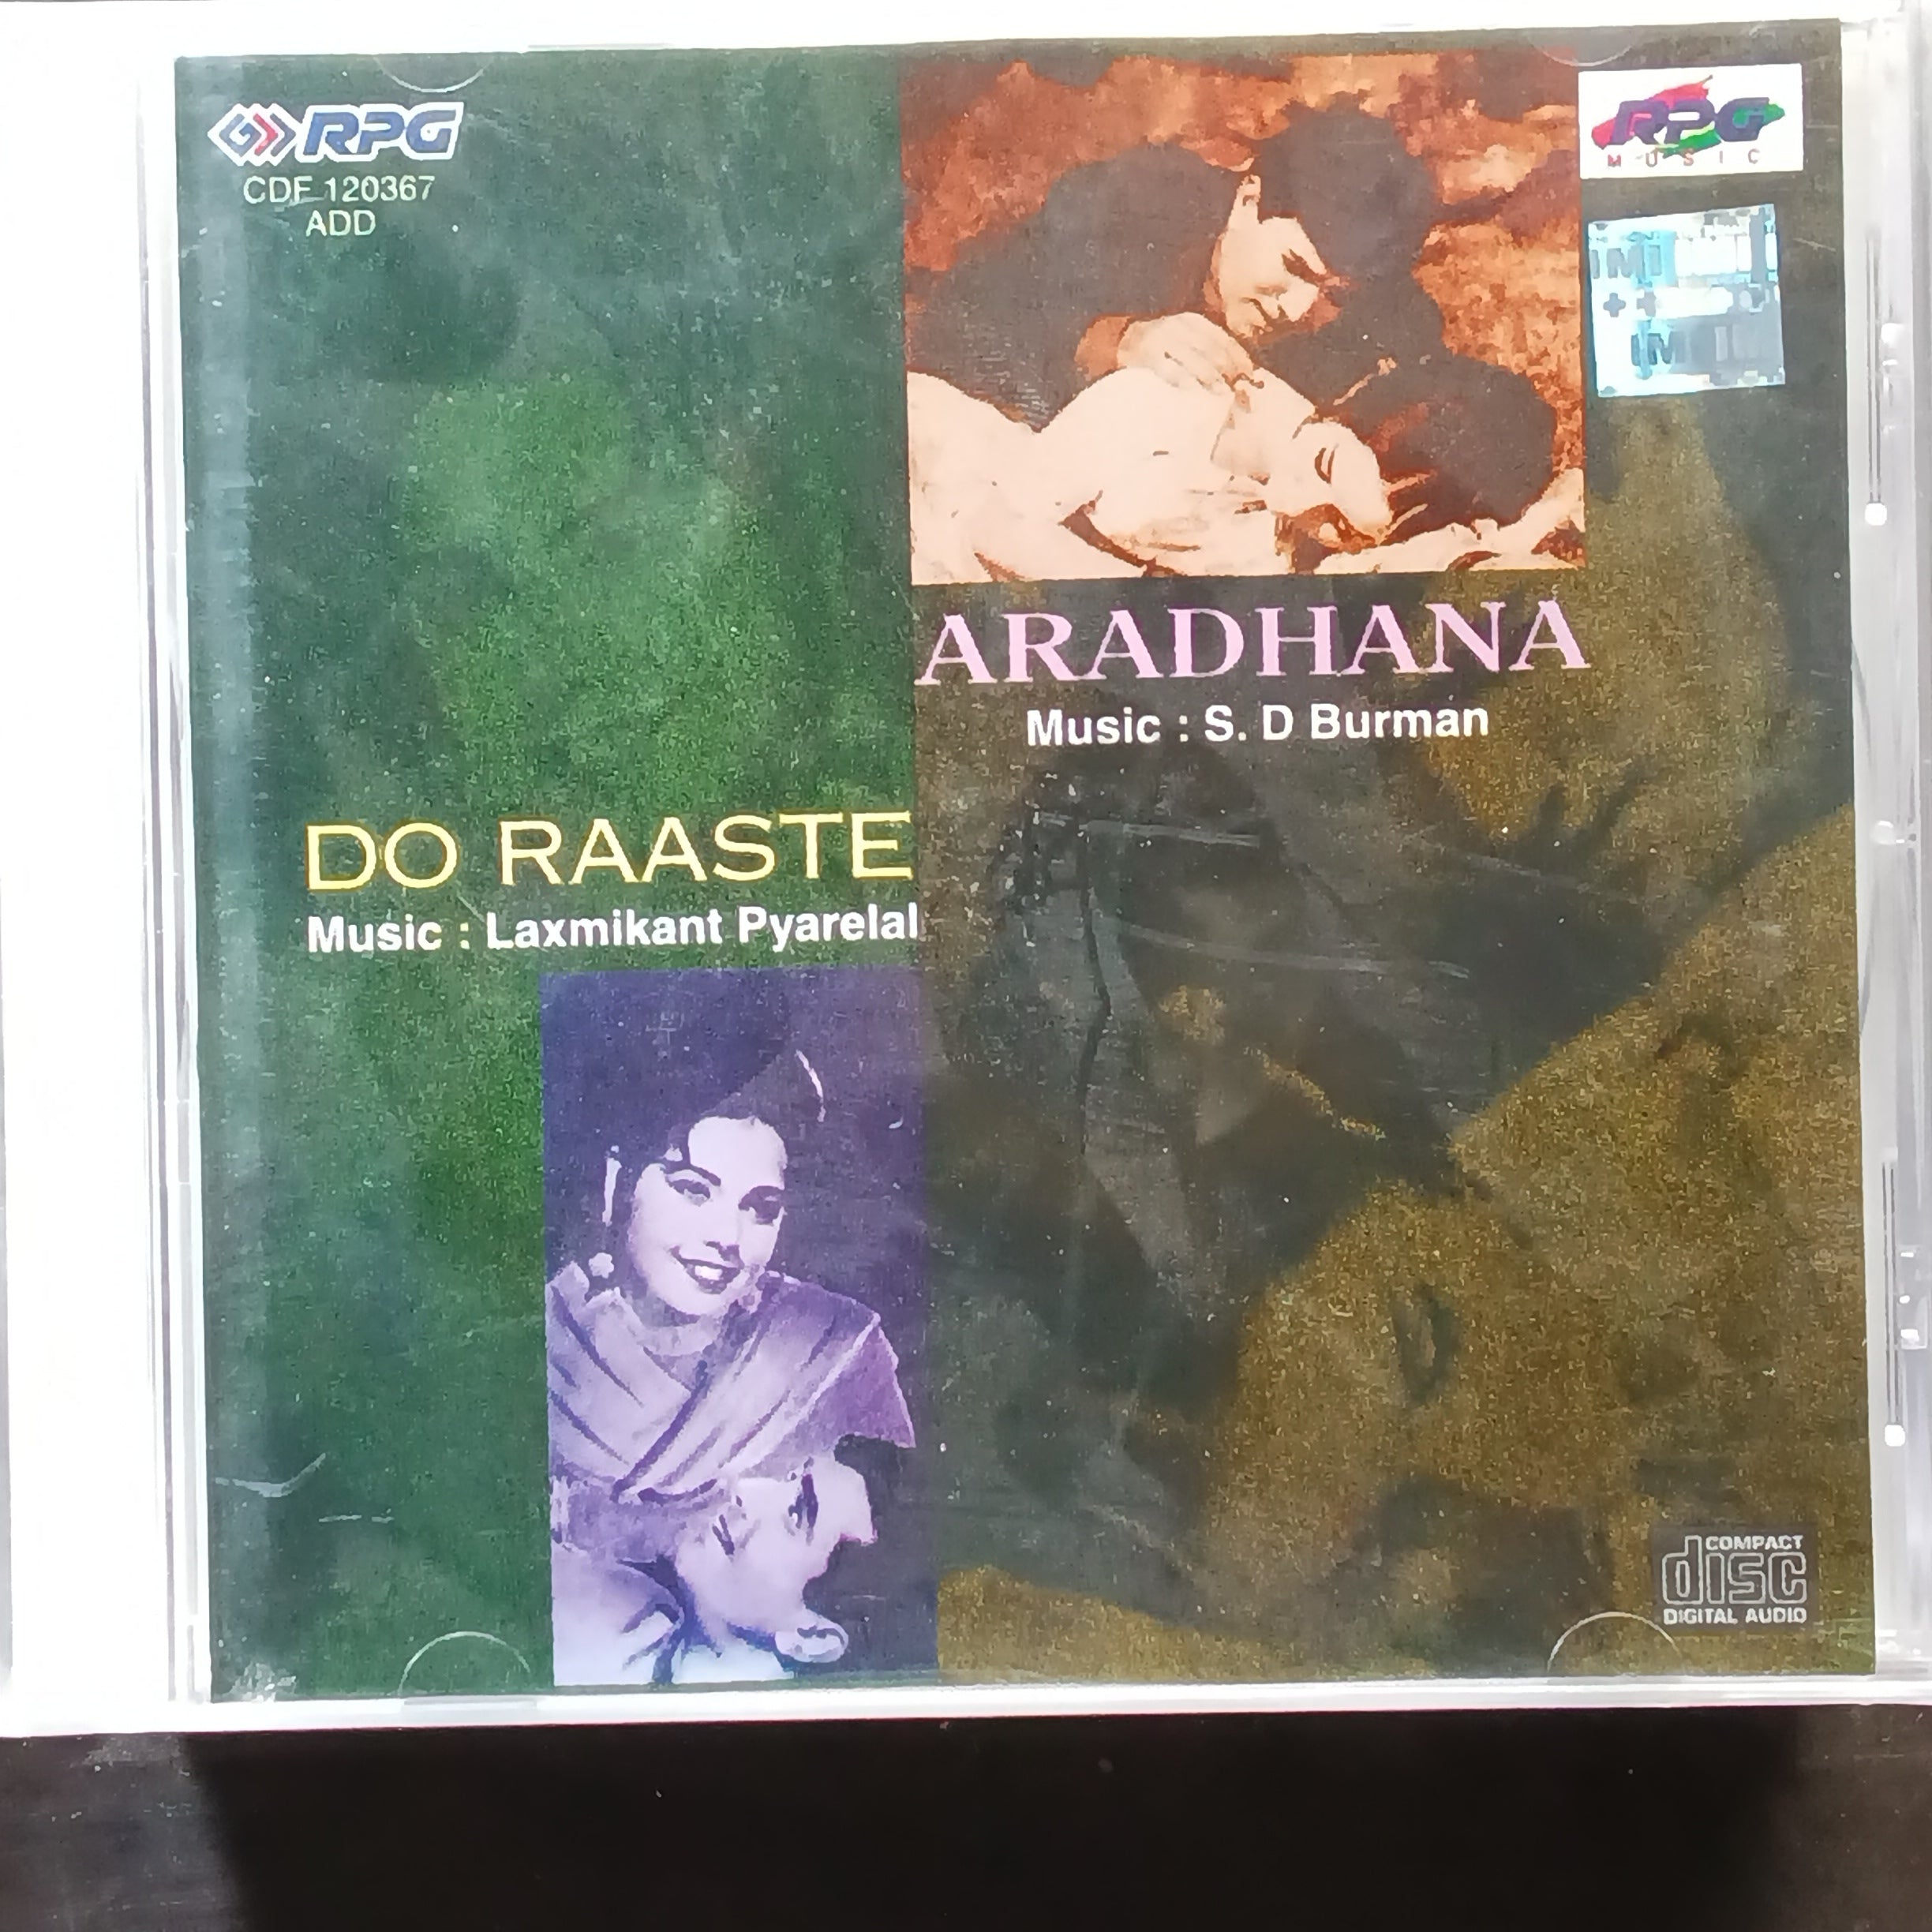 RPG
CDF 120367
ADD
RPG
MUSIC
ARADHANA
Music : S. D Burman
DO RAASTE
Music : Laxmikant Pyarelal
COMPACT
disc
DIGITAL AUDIO